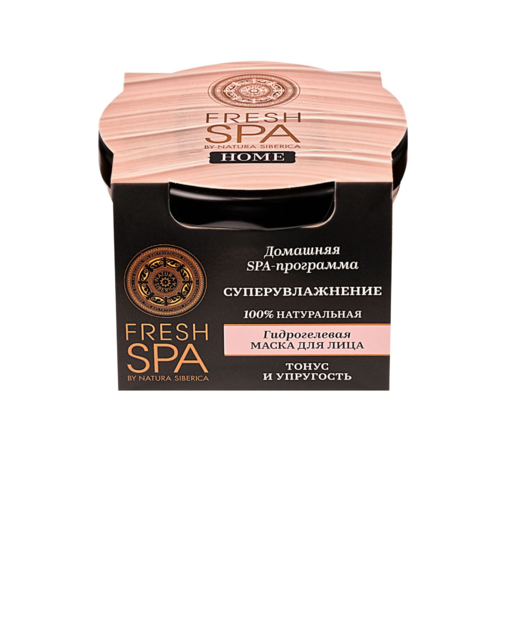 FRESH
SPA
BY NATURA SIBERICA
HOME
Домашняя
SPA-программа
СУПЕРУВЛАЖНЕНИЕ
100% НАТУРАЛЬНАЯ
Гидрогелевая
МАСКА ДЛЯ ЛИЦА
ТОНУС
И УПРУГОСТЬ
FRESH
SPA
BY NATURA SIBERICA